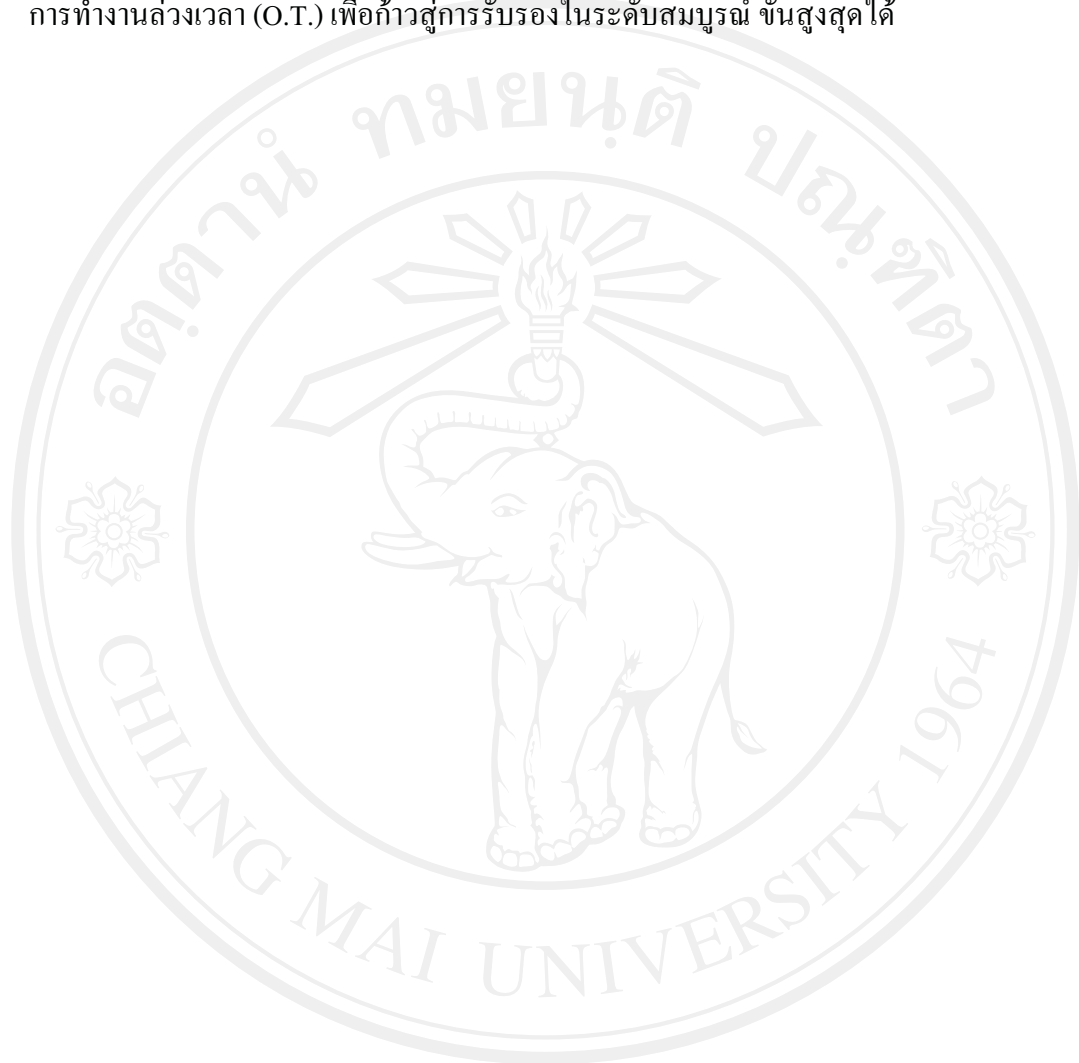 การทำงานล่วงเวลา (O.T.) เพื่อก้าวสู่การรับรองในระดับสมบูรณ์ ขั้นสูงสุดได้
อตฺตานํ ทมยนฺติ ปณฺฑิตา
CHIANG MAI UNIVERSITY 1964